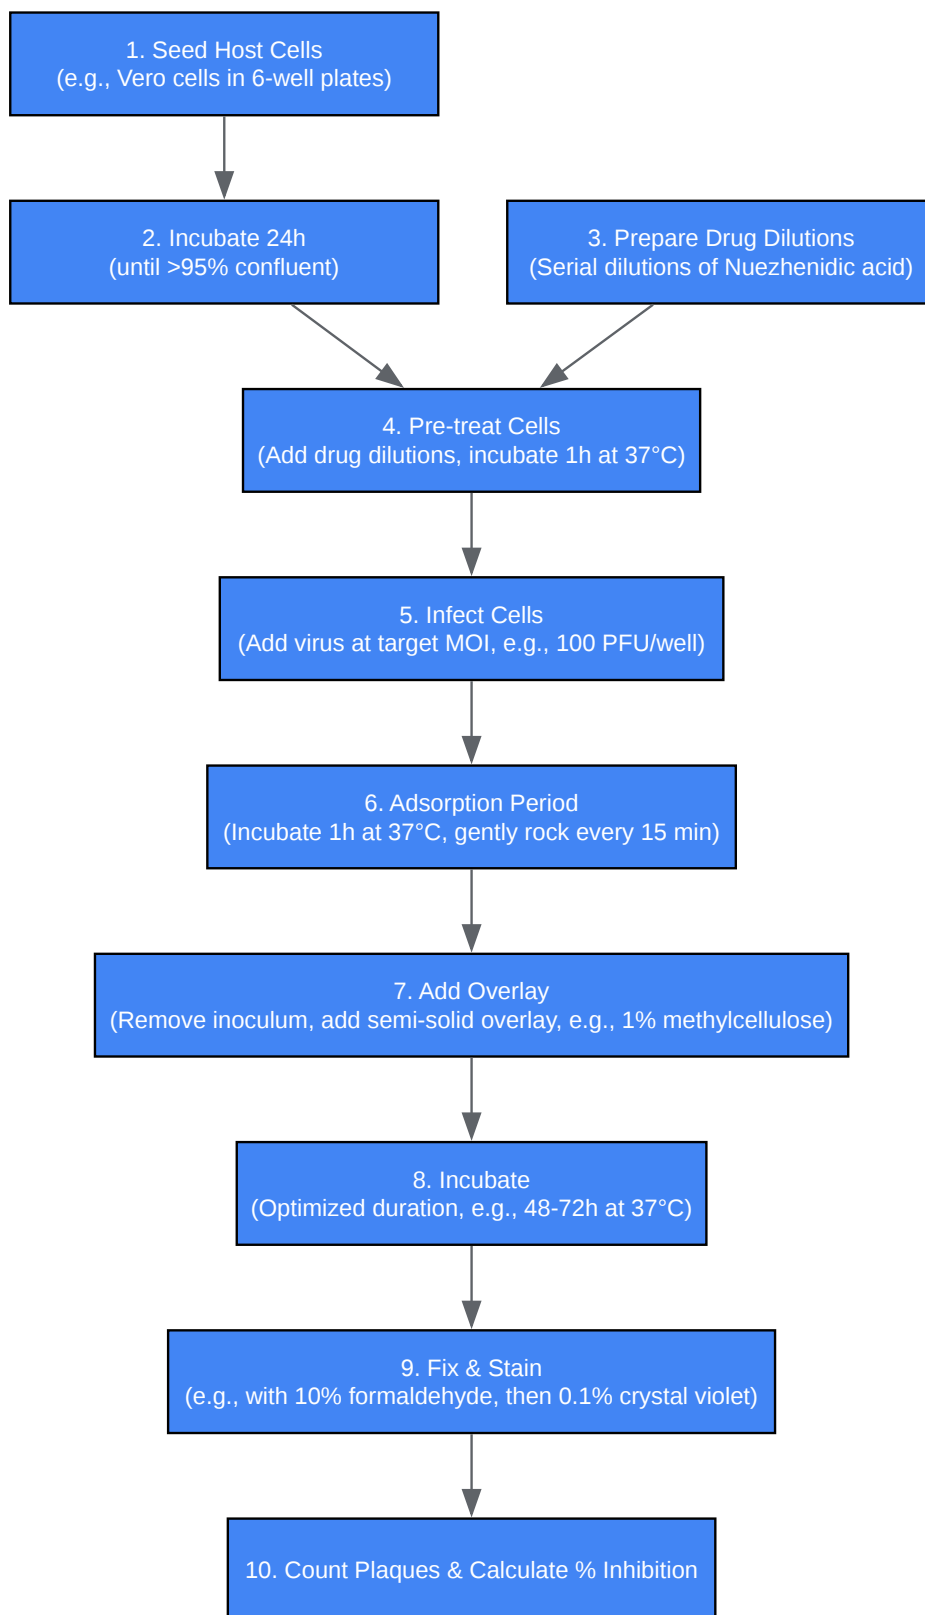 1. Seed Host Cells
(e.g., Vero cells in 6-well plates)
2. Incubate 24h
(until >95% confluent)
3. Prepare Drug Dilutions
(Serial dilutions of Nuezhenidic acid)
4. Pre-treat Cells
(Add drug dilutions, incubate 1h at 37°C)
5. Infect Cells
(Add virus at target MOI, e.g., 100 PFU/well)
6. Adsorption Period
(Incubate 1h at 37°C, gently rock every 15 min)
7. Add Overlay
(Remove inoculum, add semi-solid overlay, e.g., 1% methylcellulose)
8. Incubate
(Optimized duration, e.g., 48-72h at 37°C)
9. Fix & Stain
(e.g., with 10% formaldehyde, then 0.1% crystal violet)
10. Count Plaques & Calculate % Inhibition